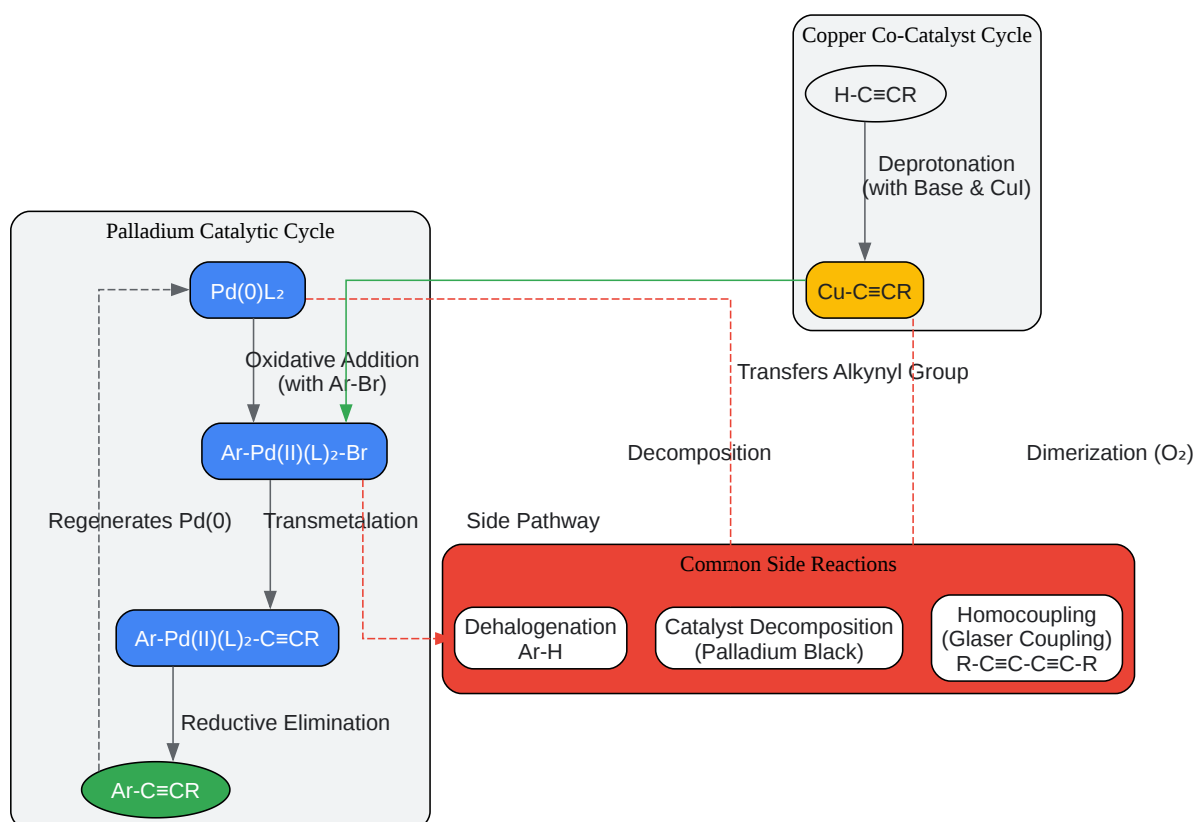 Copper Co-Catalyst Cycle
H-C≡CR
Deprotonation
(with Base & CuI)
Cu-C≡CR
Palladium Catalytic Cycle
Pd(0)L₂
Oxidative Addition
(with Ar-Br)
Transfers Alkynyl Group
Ar-Pd(II)(L)₂-Br
Decomposition
Dimerization (O₂)
Regenerates Pd(0)
Transmetalation
Side Pathway
Common Side Reactions
Dehalogenation
Ar-H
Catalyst Decomposition
(Palladium Black)
Homocoupling
(Glaser Coupling)
R-C≡C-C≡C-R
Ar-Pd(II)(L)₂-C≡CR
Reductive Elimination
Ar-C≡CR